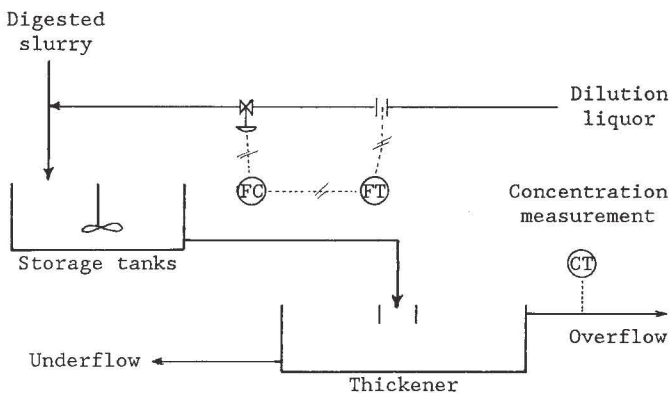 Digested
slurry
Dilution
liquor
FC
FT
Concentration
measurement
Storage tanks
CT
Overflow
Underflow
Thickener